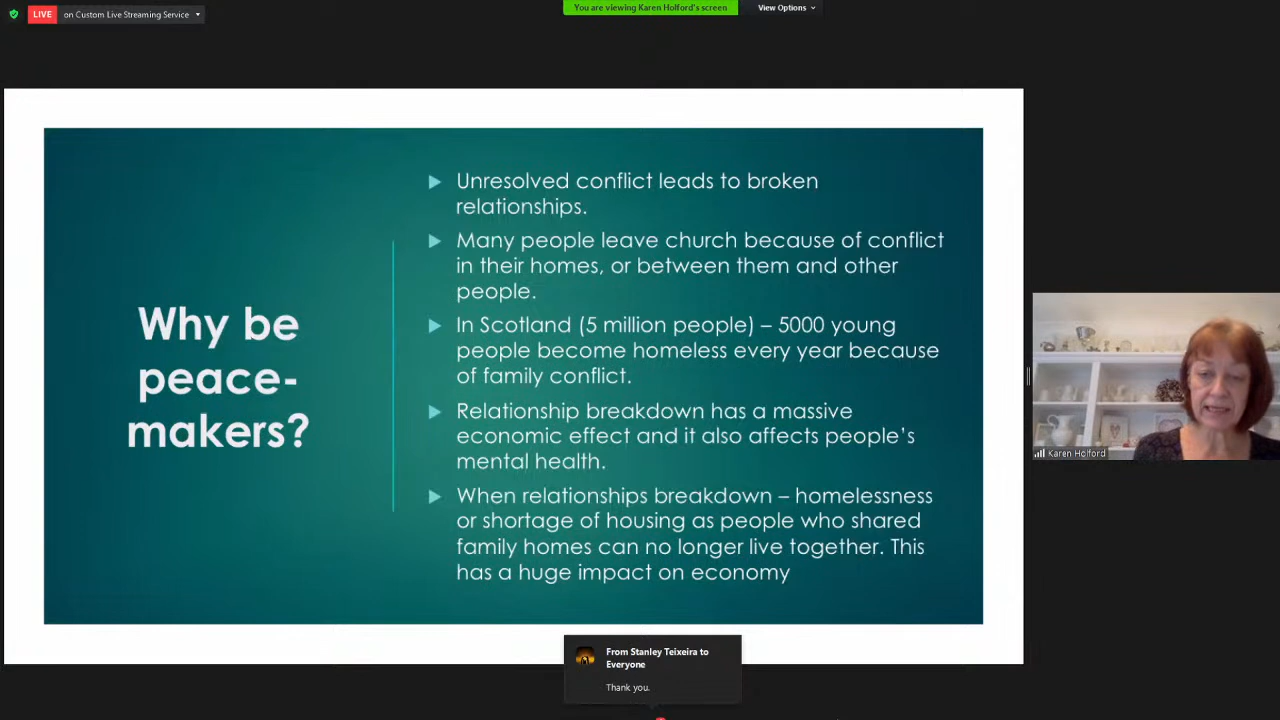 LIVE on Custom Live Streaming Service
You are viewing Karen Holford's screen
View Options
Why be
peace-
makers?
Unresolved conflict leads to broken
relationships.
Many people leave church because of conflict
in their homes, or between them and other
people.
In Scotland (5 million people) – 5000 young
people become homeless every year because
of family conflict.
Relationship breakdown has a massive
economic effect and it also affects people's
mental health.
When relationships breakdown – homelessness
or shortage of housing as people who shared
family homes can no longer live together. This
has a huge impact on economy
Karen Holford
From Stanley Teixeira to
Everyone
Thank you.